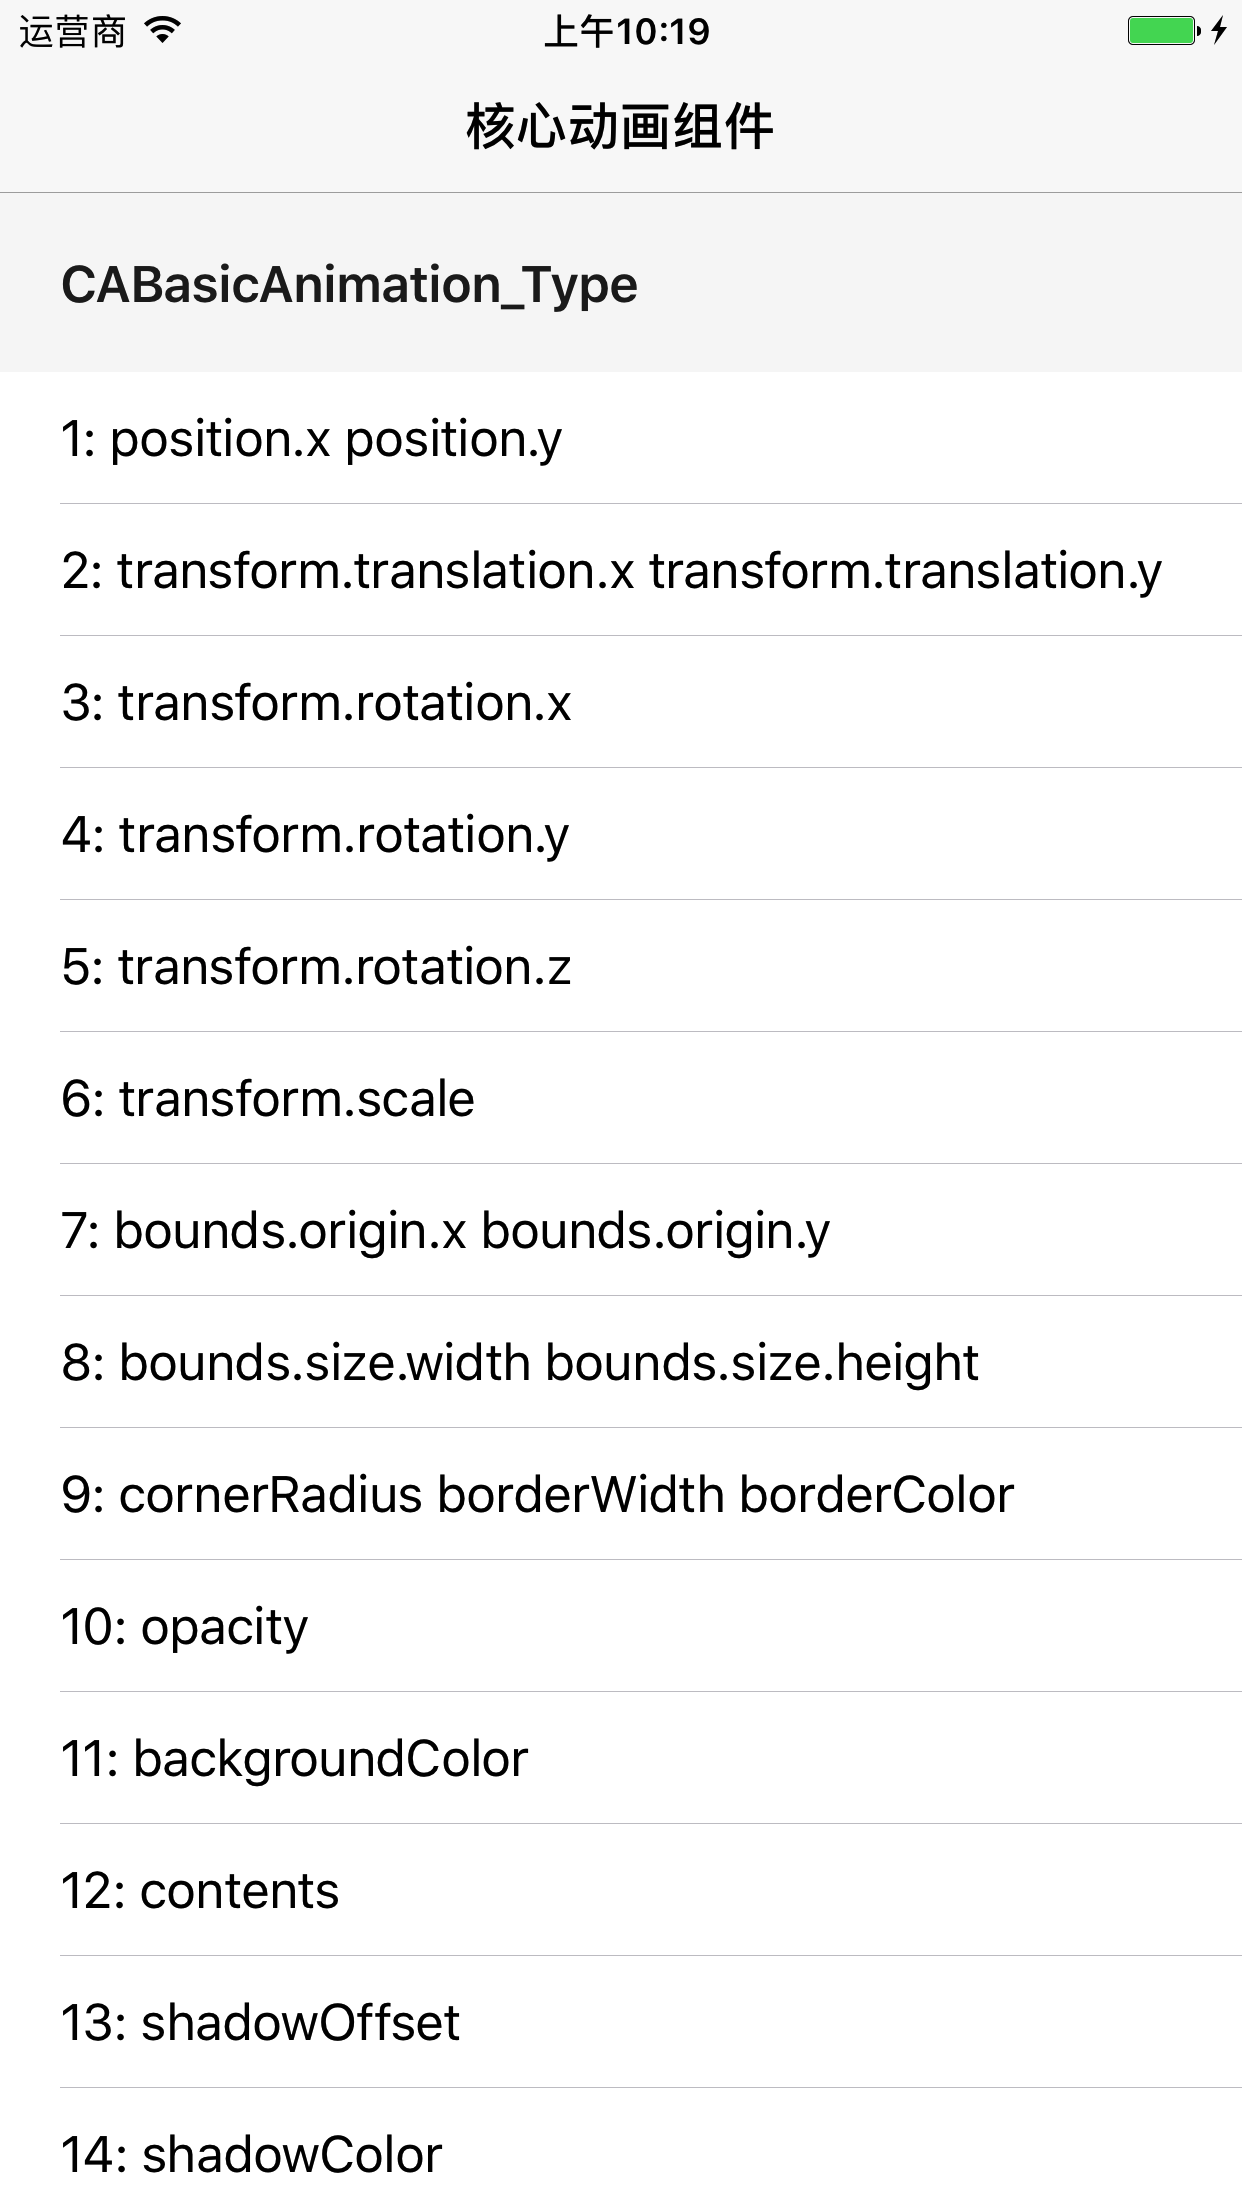 运营商 上午10:19
核心动画组件
CABasicAnimation_Type
1: position.x position.y
2: transform.translation.x transform.translation.y
3: transform.rotation.x
4: transform.rotation.y
5: transform.rotation.z
6: transform.scale
7: bounds.origin.x bounds.origin.y
8: bounds.size.width bounds.size.height
9: cornerRadius borderWidth borderColor
10: opacity
11: backgroundColor
12: contents
13: shadowOffset
14: shadowColor